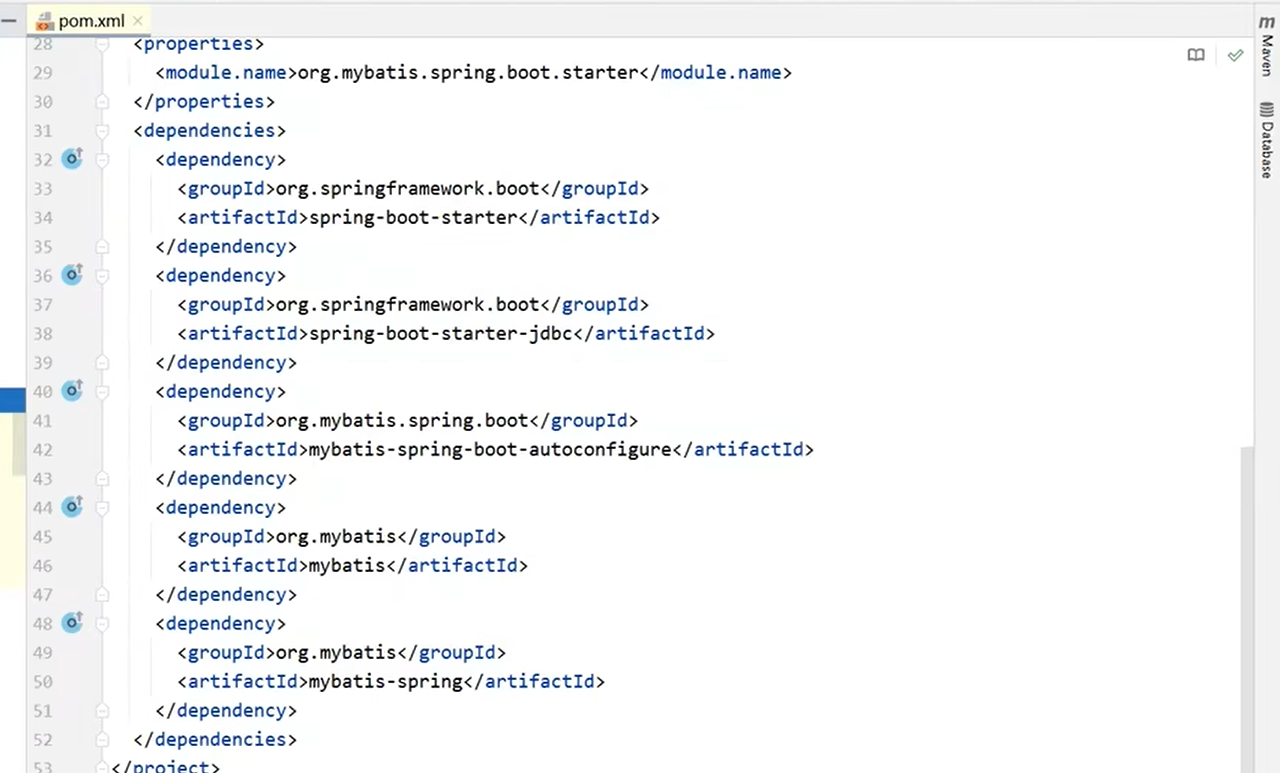 pom.xml
28 <properties>
29 <module.name>org.mybatis.spring.boot.starter</module.name>
30 </properties>
31 <dependencies>
32 <dependency>
33 <groupId>org.springframework.boot</groupId>
34 <artifactId>spring-boot-starter</artifactId>
35 </dependency>
36 <dependency>
37 <groupId>org.springframework.boot</groupId>
38 <artifactId>spring-boot-starter-jdbc</artifactId>
39 </dependency>
40 <dependency>
41 <groupId>org.mybatis.spring.boot</groupId>
42 <artifactId>mybatis-spring-boot-autoconfigure</artifactId>
43 </dependency>
44 <dependency>
45 <groupId>org.mybatis</groupId>
46 <artifactId>mybatis</artifactId>
47 </dependency>
48 <dependency>
49 <groupId>org.mybatis</groupId>
50 <artifactId>mybatis-spring</artifactId>
51 </dependency>
52 </dependencies>
53 </project>
m Maven
Database